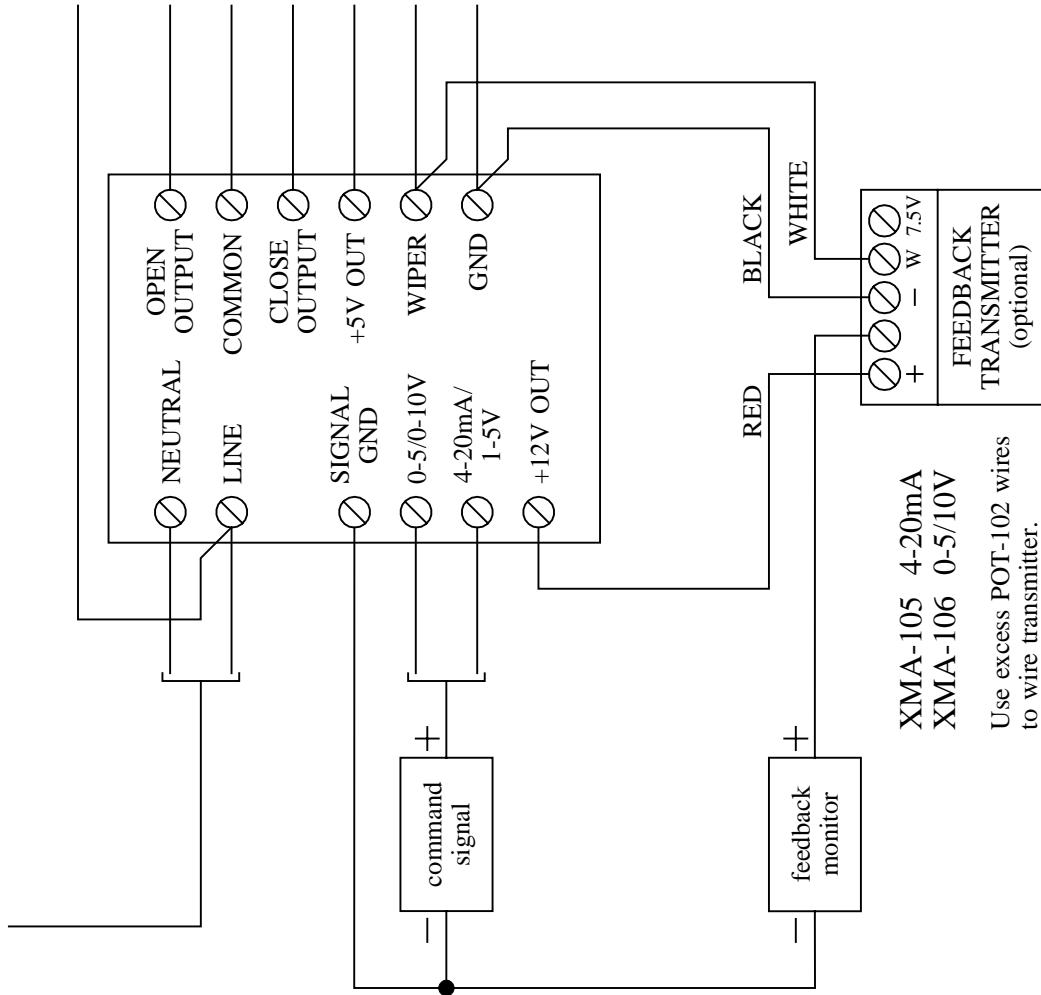 OPEN
OUTPUT
COMMON
CLOSE
OUTPUT
+5V OUT
WIPER
GND
NEUTRAL
LINE
SIGNAL
GND
0-5/0-10V
4-20mA/
1-5V
+12V OUT
BLACK
WHITE
RED
7.5V
W
−
+
FEEDBACK
TRANSMITTER
(optional)
+
command
signal
−
+
feedback
monitor
−
XMA-105 4-20mA
XMA-106 0-5/10V
Use excess POT-102 wires
to wire transmitter.